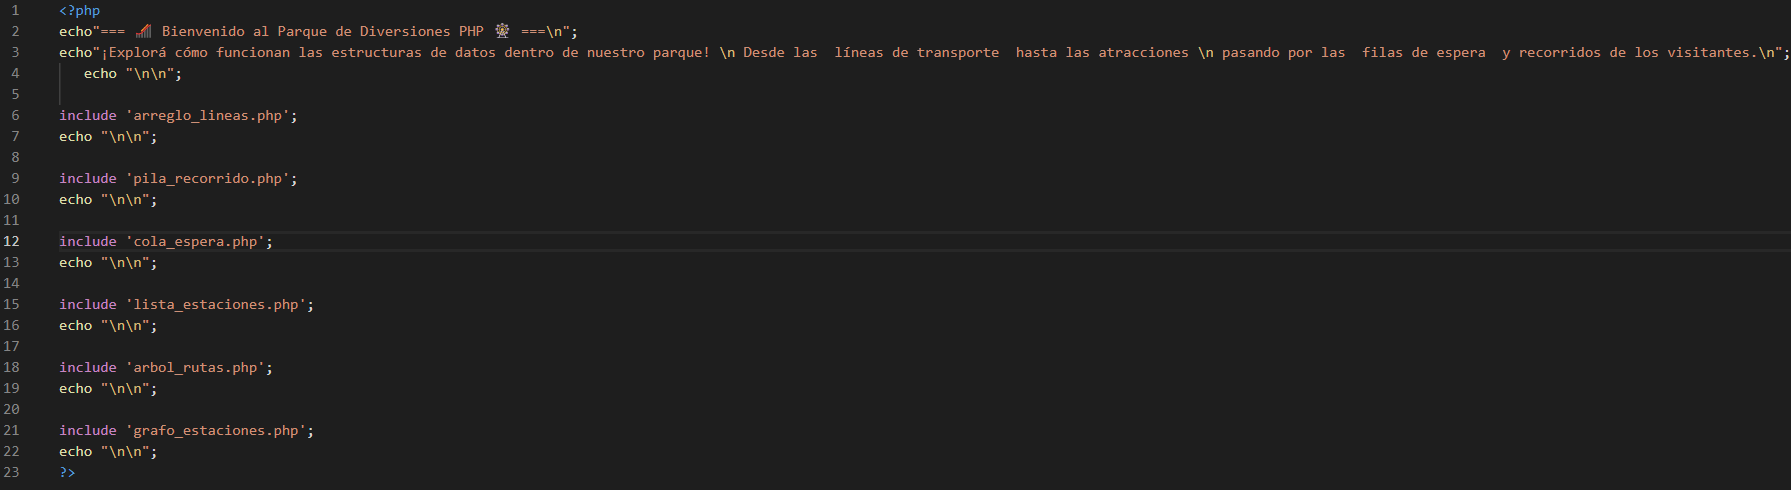 1 <?php
2 echo"=== 🎢 Bienvenido al Parque de Diversiones PHP 🎡 ===\n";
3 echo"¡Explorá cómo funcionan las estructuras de datos dentro de nuestro parque! \n Desde las  líneas de transporte  hasta las atracciones \n pasando por las  filas de espera  y recorridos de los visitantes.\n";
4    echo "\n\n";
5
6 include 'arreglo_lineas.php';
7 echo "\n\n";
8
9 include 'pila_recorrido.php';
10 echo "\n\n";
11
12 include 'cola_espera.php';
13 echo "\n\n";
14
15 include 'lista_estaciones.php';
16 echo "\n\n";
17
18 include 'arbol_rutas.php';
19 echo "\n\n";
20
21 include 'grafo_estaciones.php';
22 echo "\n\n";
23 ?>